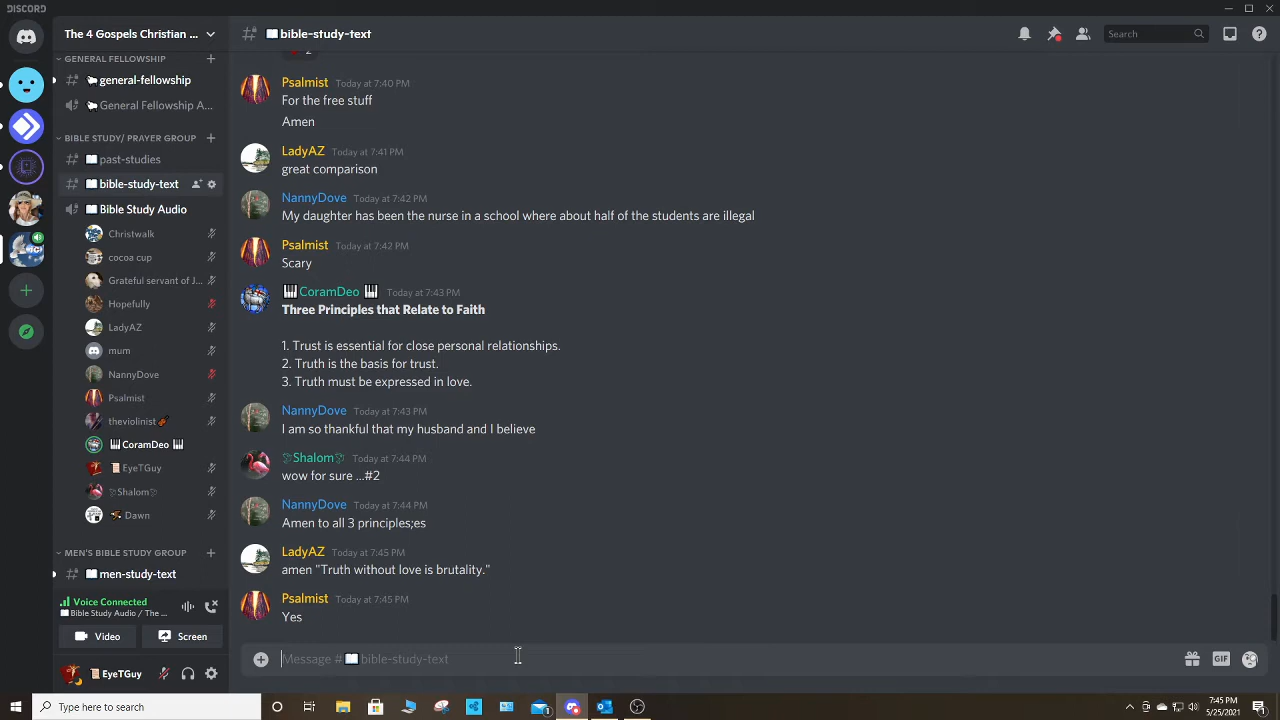 DISCORD
The 4 Gospels Christian ...
GENERAL FELLOWSHIP
general-fellowship
General Fellowship A...
BIBLE STUDY/ PRAYER GROUP
past-studies
bible-study-text
Bible Study Audio
Christwalk
cocoa cup
Grateful servant of J...
Hopefully
LadyAZ
mum
NannyDove
Psalmist
theviolinist
CoramDeo
EyeTGuy
Shalom
Dawn
MEN'S BIBLE STUDY GROUP
men-study-text
Voice Connected
Bible Study Audio / The ...
Video
Screen
EyeTGuy
bible-study-text
Search
2
Psalmist Today at 7:40 PM
For the free stuff
Amen
LadyAZ Today at 7:41 PM
great comparison
NannyDove Today at 7:42 PM
My daughter has been the nurse in a school where about half of the students are illegal
Psalmist Today at 7:42 PM
Scary
CoramDeo Today at 7:43 PM
Three Principles that Relate to Faith
1. Trust is essential for close personal relationships.
2. Truth is the basis for trust.
3. Truth must be expressed in love.
NannyDove Today at 7:43 PM
I am so thankful that my husband and I believe
Shalom Today at 7:44 PM
wow for sure ...#2
NannyDove Today at 7:44 PM
Amen to all 3 principles;es
LadyAZ Today at 7:45 PM
amen "Truth without love is brutality."
Psalmist Today at 7:45 PM
Yes
Message # bible-study-text
GIF
Type here to search
7:45 PM
5/25/2021